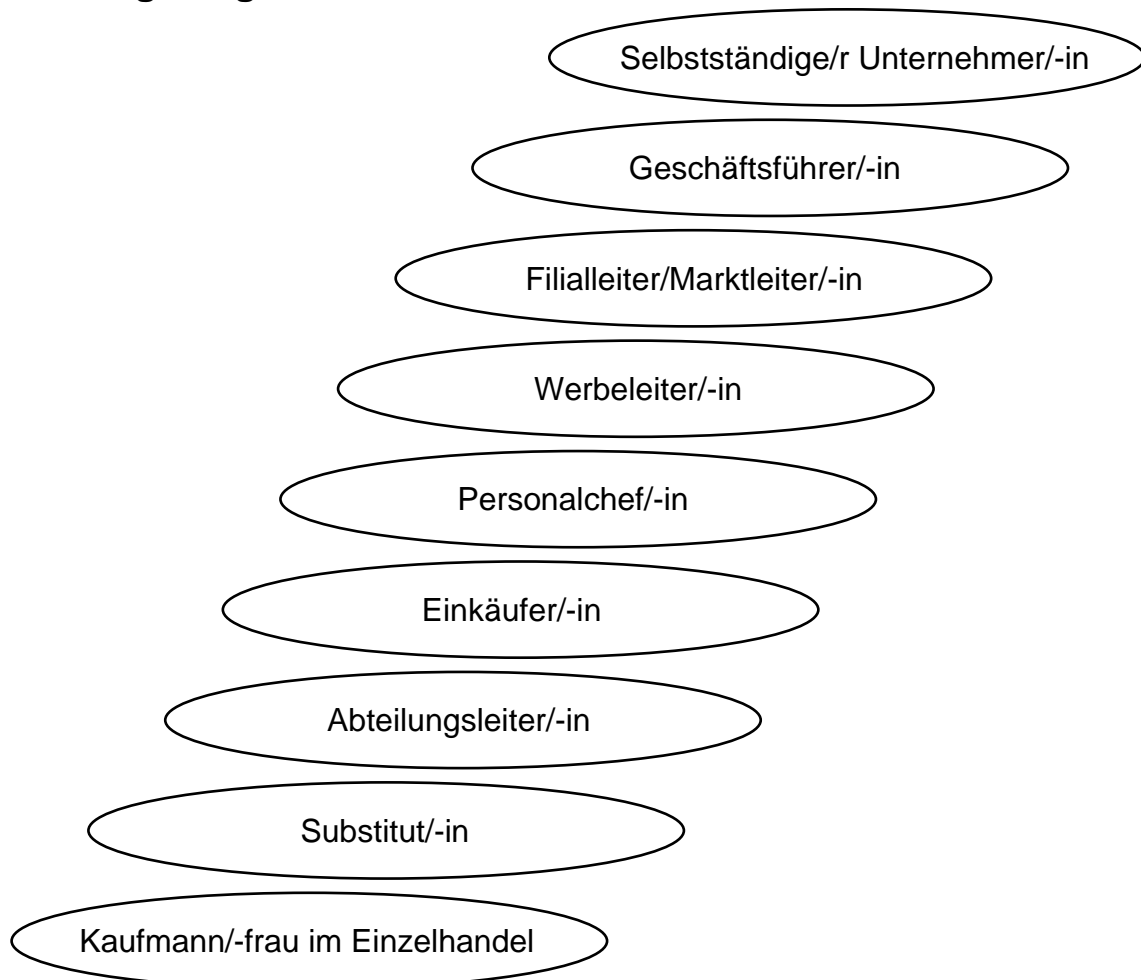 Selbstständige/r Unternehmer/-in
Geschäftsführer/-in
Filialleiter/Marktleiter/-in
Werbeleiter/-in
Personalchef/-in
Einkäufer/-in
Abteilungsleiter/-in
Substitut/-in
Kaufmann/-frau im Einzelhandel